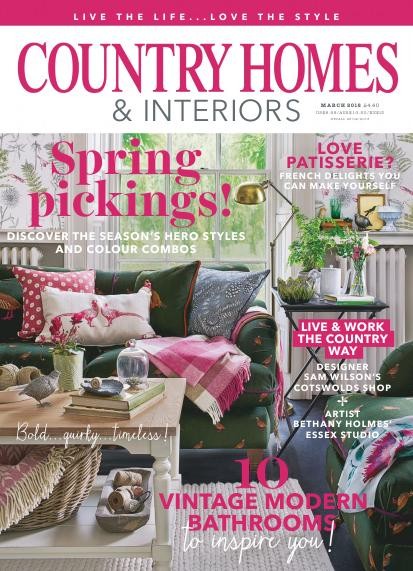 LIVE THE LIFE...LOVE THE STYLE
COUNTRY HOMES
& INTERIORS
MARCH 2018 £4.40
Spring
pickings!
DISCOVER THE SEASON'S HERO STYLES
AND COLOUR COMBOS
LOVE
PATISSERIE?
FRENCH DELIGHTS YOU
CAN MAKE YOURSELF
LIVE & WORK
THE COUNTRY
WAY
DESIGNER
SAM WILSON'S
COTSWOLDS SHOP
+
ARTIST
BETHANY HOLMES'
ESSEX STUDIO
Bold...quirky...timeless!
10
VINTAGE MODERN
BATHROOMS
to inspire you!